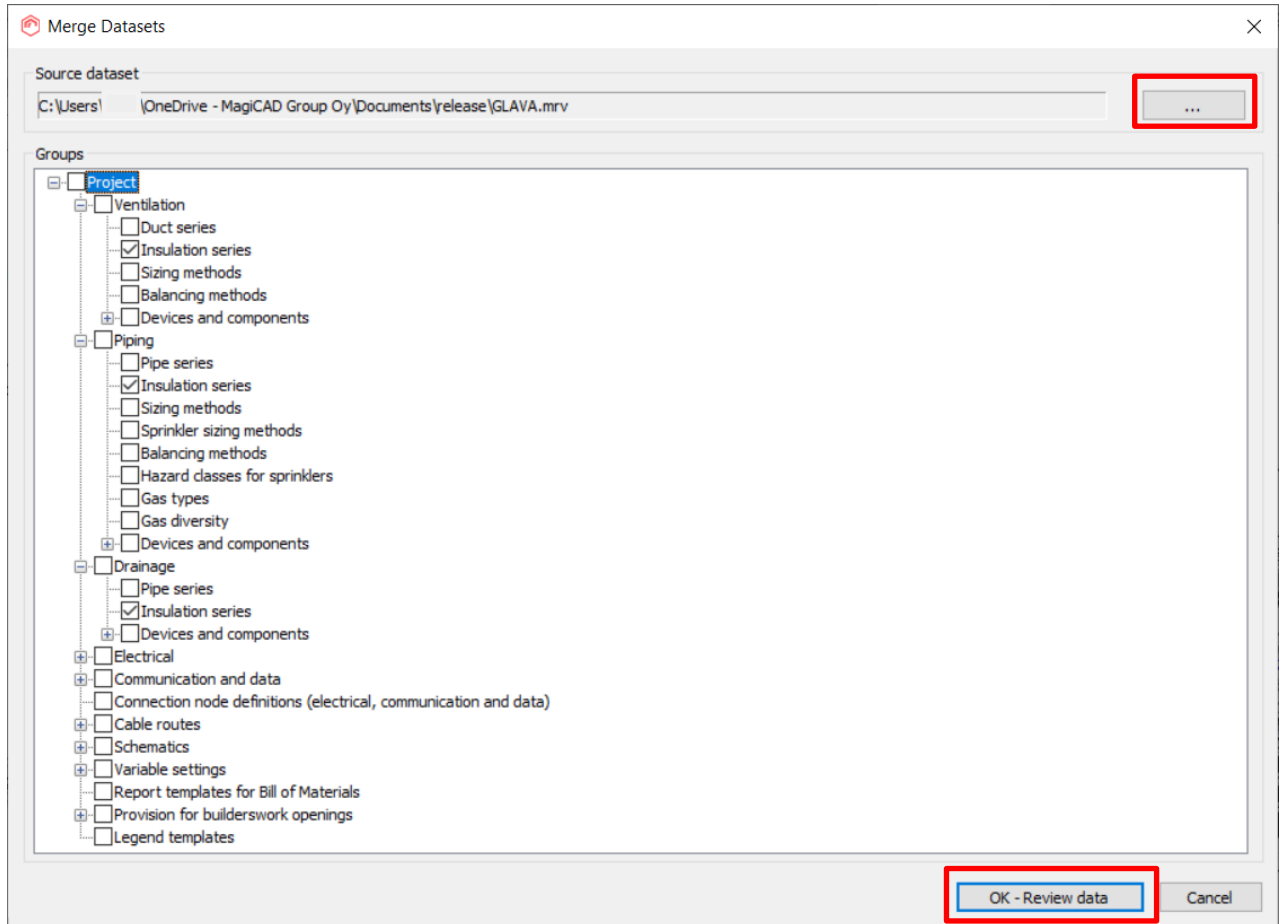 Merge Datasets
Source dataset
C:\Users\ \OneDrive - MagiCAD Group Oy\Documents\release\GLAVA.mrv
...
Groups
Project
Ventilation
Duct series
Insulation series
Sizing methods
Balancing methods
Devices and components
Piping
Pipe series
Insulation series
Sizing methods
Sprinkler sizing methods
Balancing methods
Hazard classes for sprinklers
Gas types
Gas diversity
Devices and components
Drainage
Pipe series
Insulation series
Devices and components
Electrical
Communication and data
Connection node definitions (electrical, communication and data)
Cable routes
Schematics
Variable settings
Report templates for Bill of Materials
Provision for builderswork openings
Legend templates
OK - Review data Cancel